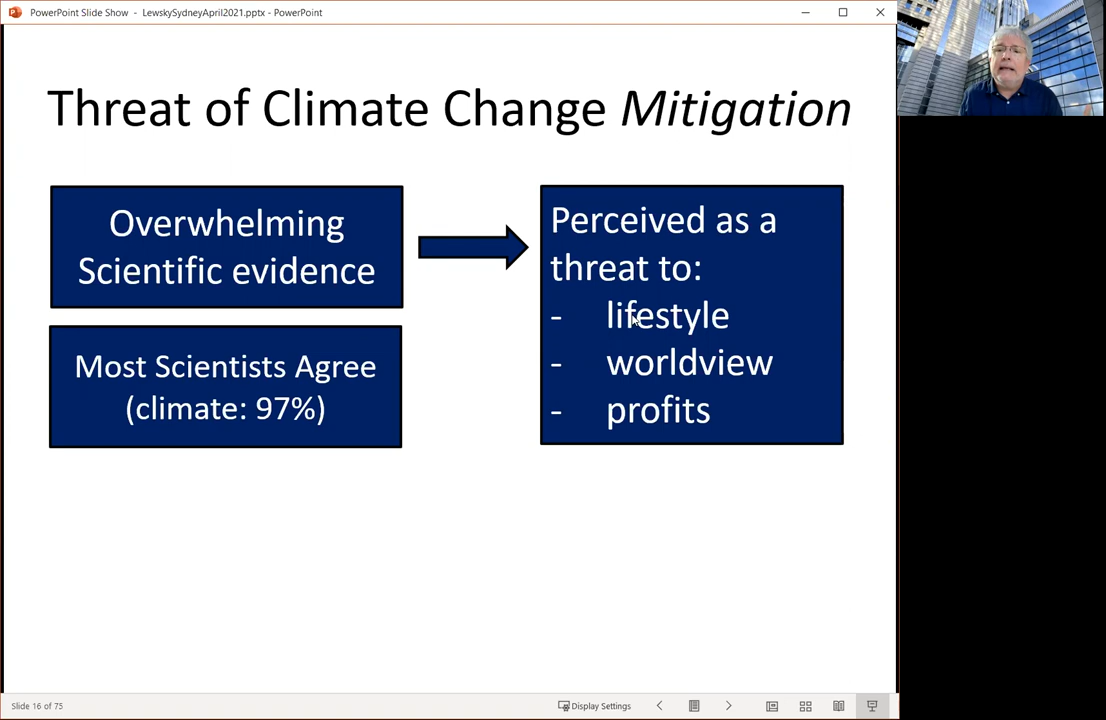 PowerPoint Slide Show - LewskySydneyApril2021.pptx - PowerPoint
Threat of Climate Change Mitigation
Overwhelming
Scientific evidence
Most Scientists Agree
(climate: 97%)
Perceived as a
threat to:
- lifestyle
- worldview
- profits
Slide 16 of 75
Display Settings